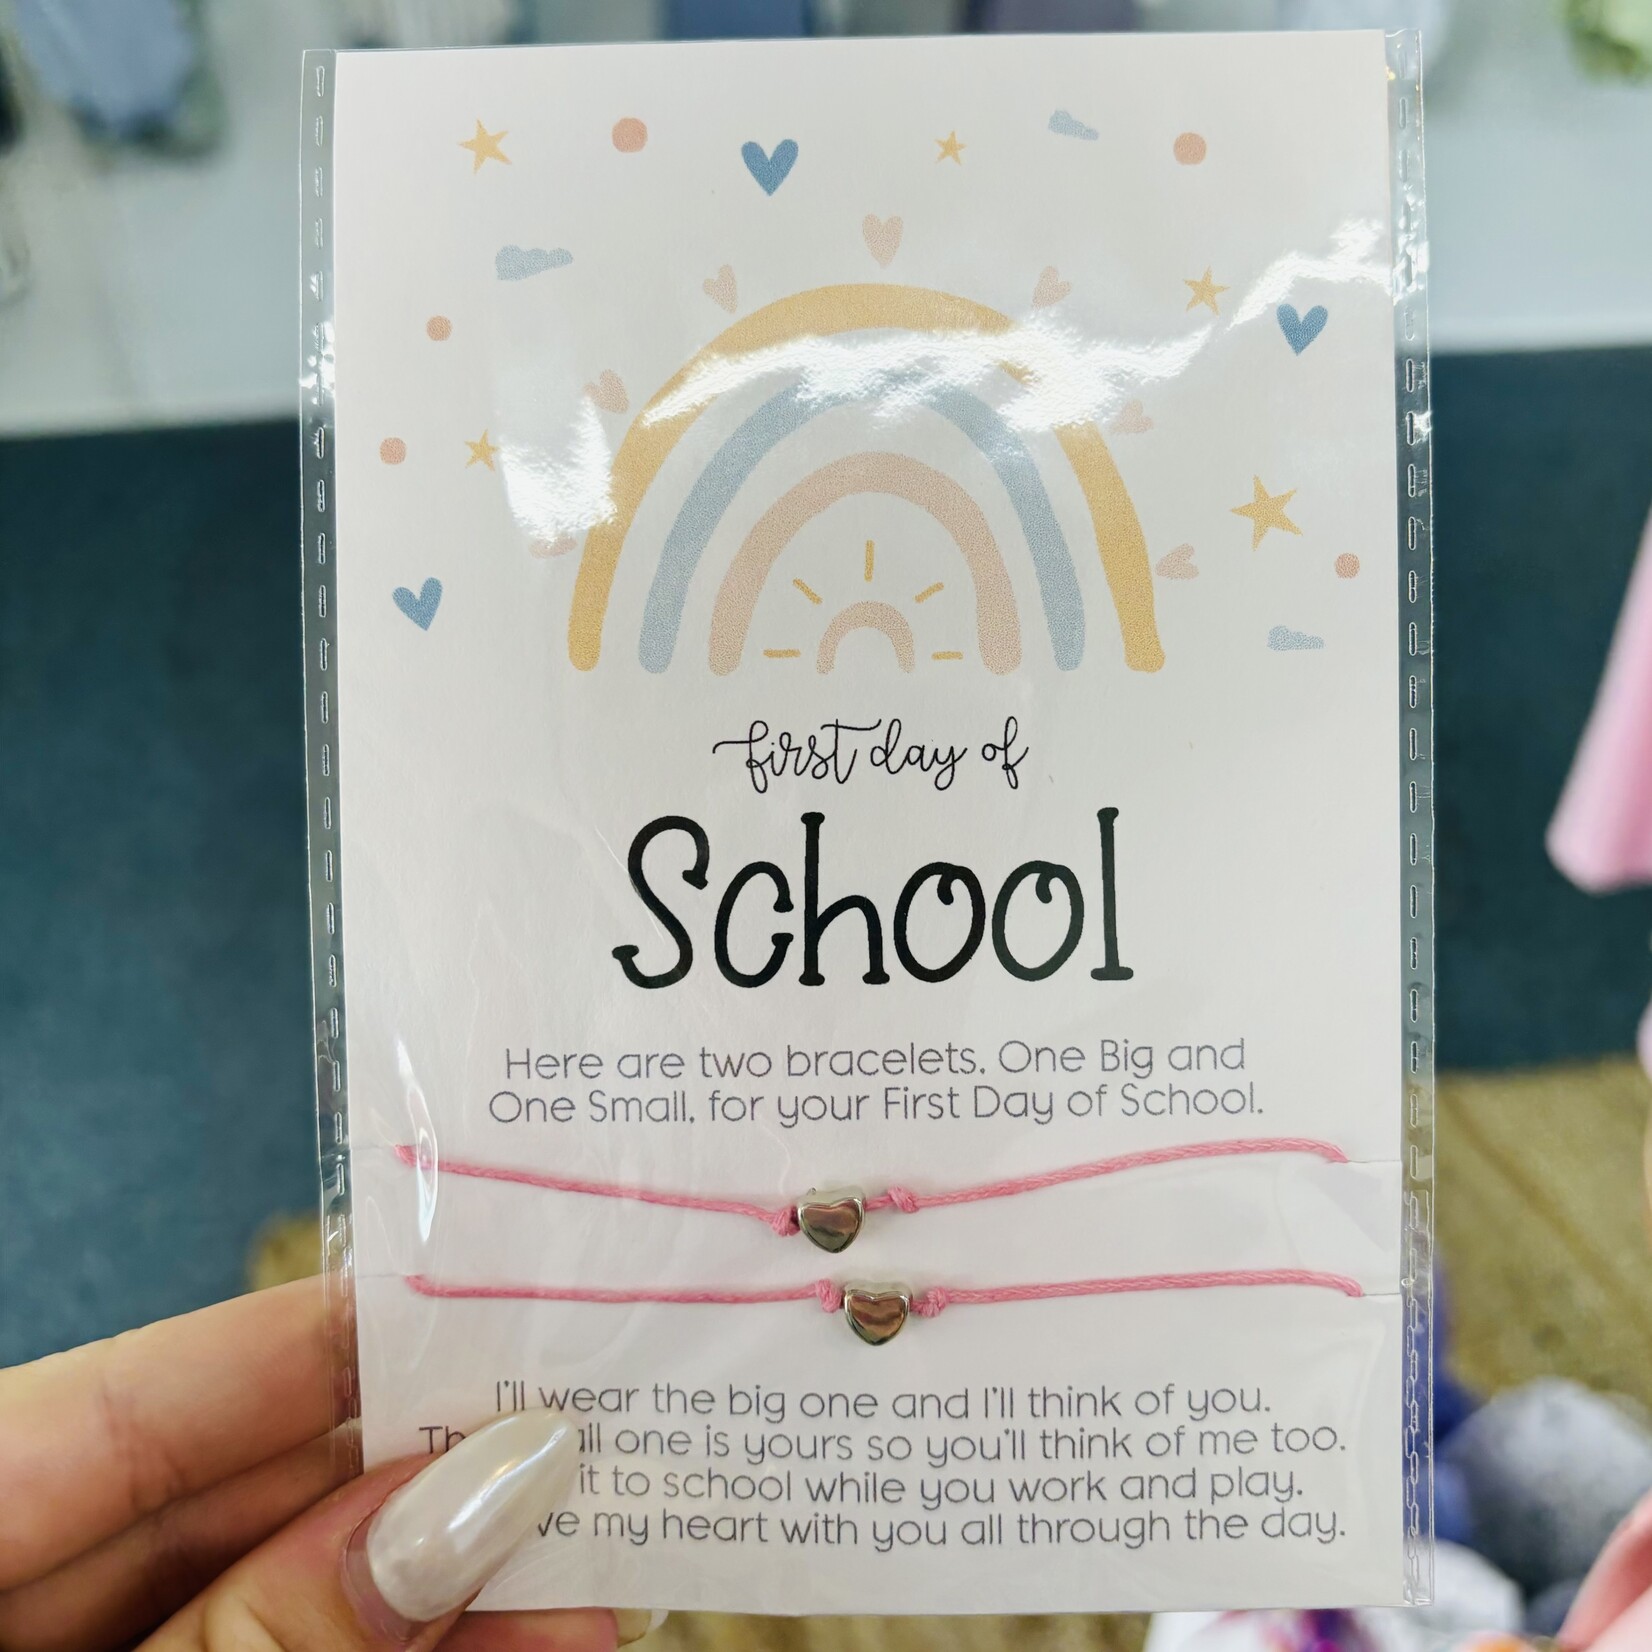 first day of
School
Here are two bracelets. One Big and
One Small, for your First Day of School.
I'll wear the big one and I'll think of you.
one is yours so you'll think of me too.
it to school while you work and play.
my heart with you all through the day.